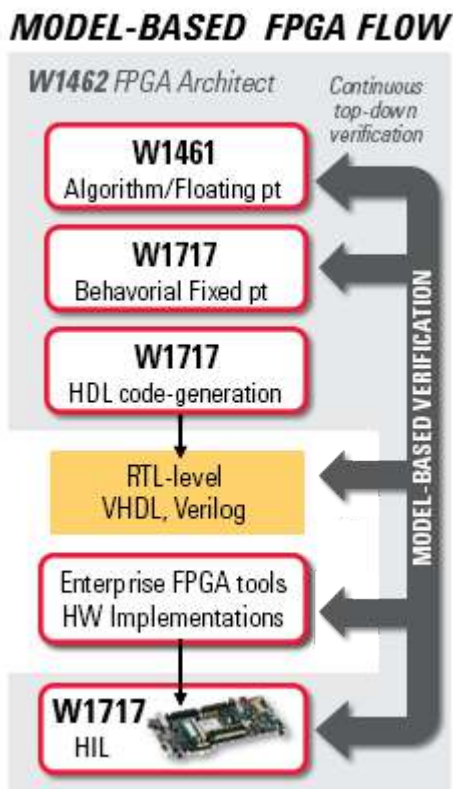 MODEL-BASED FPGA FLOW
W1462 FPGA Architect
Continuous
top-down
verification
W1461
Algorithm/Floating pt
W1717
Behavorial Fixed pt
W1717
HDL code-generation
RTL-level
VHDL, Verilog
Enterprise FPGA tools
HW Implementations
W1717
HIL
MODEL-BASED VERIFICATION